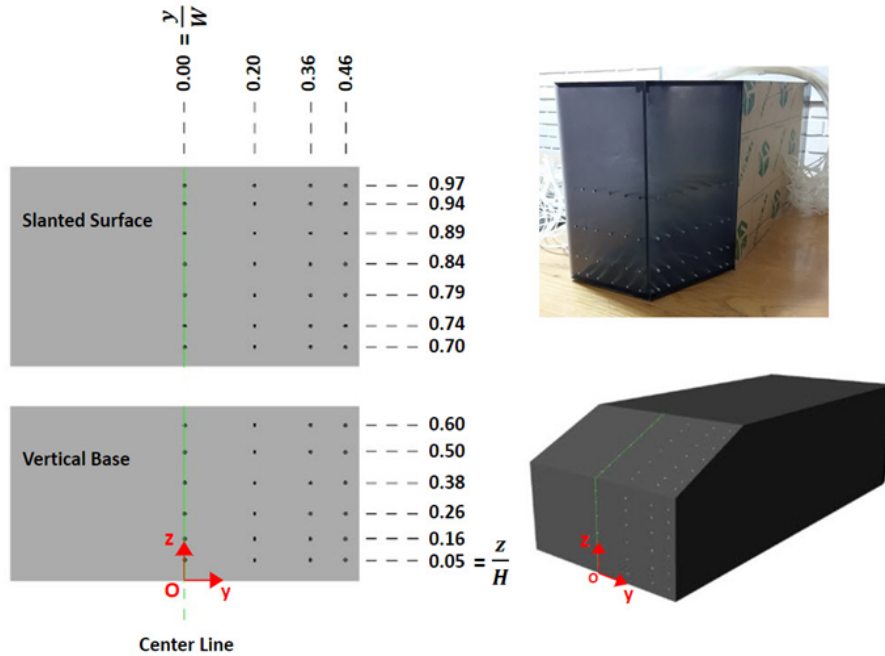 0.00 = y/W
0.20
0.36
0.46
Slanted Surface
0.97
0.94
0.89
0.84
0.79
0.74
0.70
Vertical Base
0.60
0.50
0.38
0.26
0.16
0.05 = z/H
z
O
y
z
O
y
Center Line